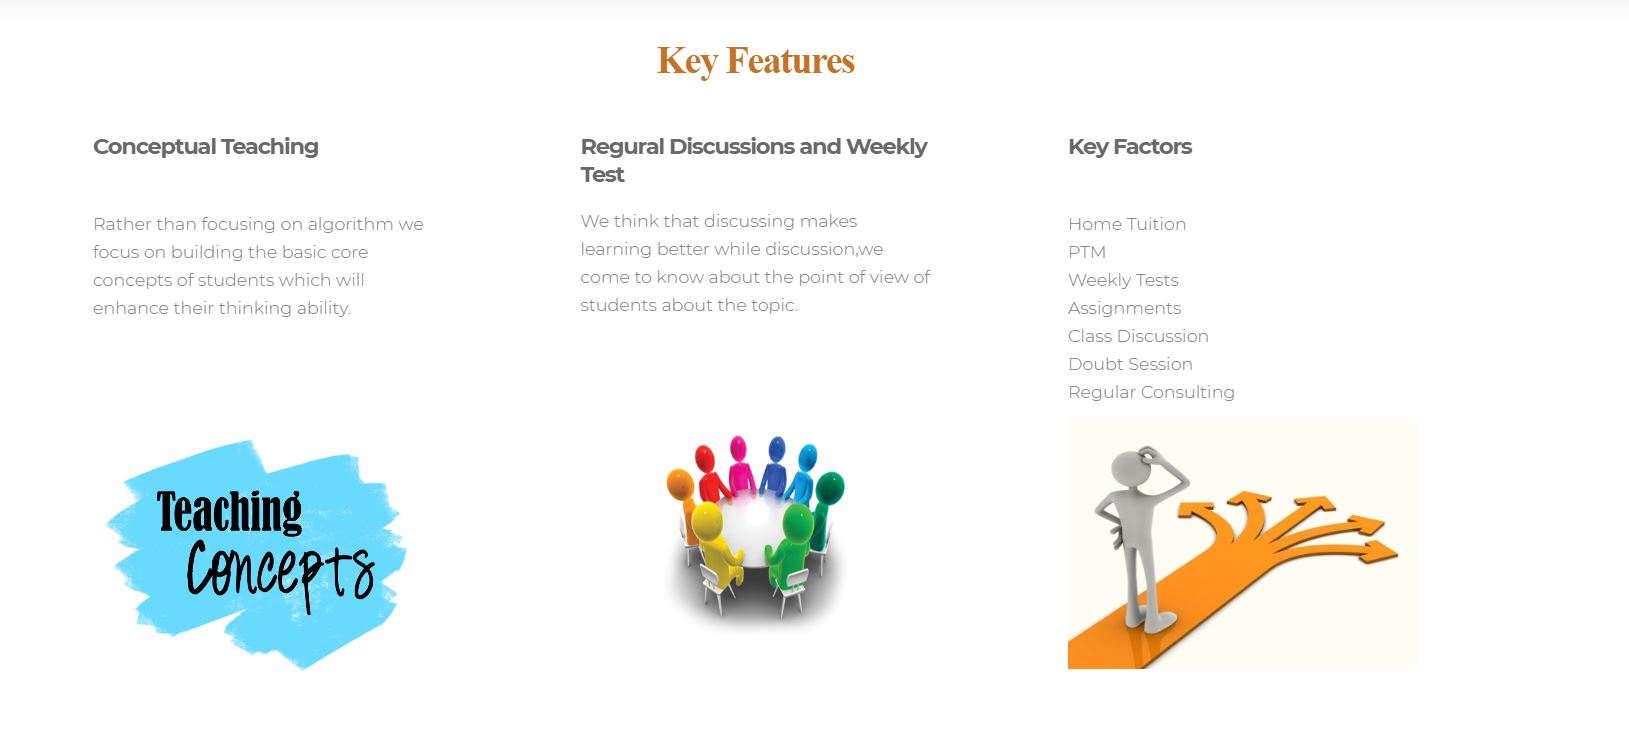 Key Features
Conceptual Teaching
Rather than focusing on algorithm we
focus on building the basic core
concepts of students which will
enhance their thinking ability.
Teaching
Concepts
Regural Discussions and Weekly
Test
We think that discussing makes
learning better while discussion,we
come to know about the point of view of
students about the topic.
Key Factors
Home Tuition
PTM
Weekly Tests
Assignments
Class Discussion
Doubt Session
Regular Consulting